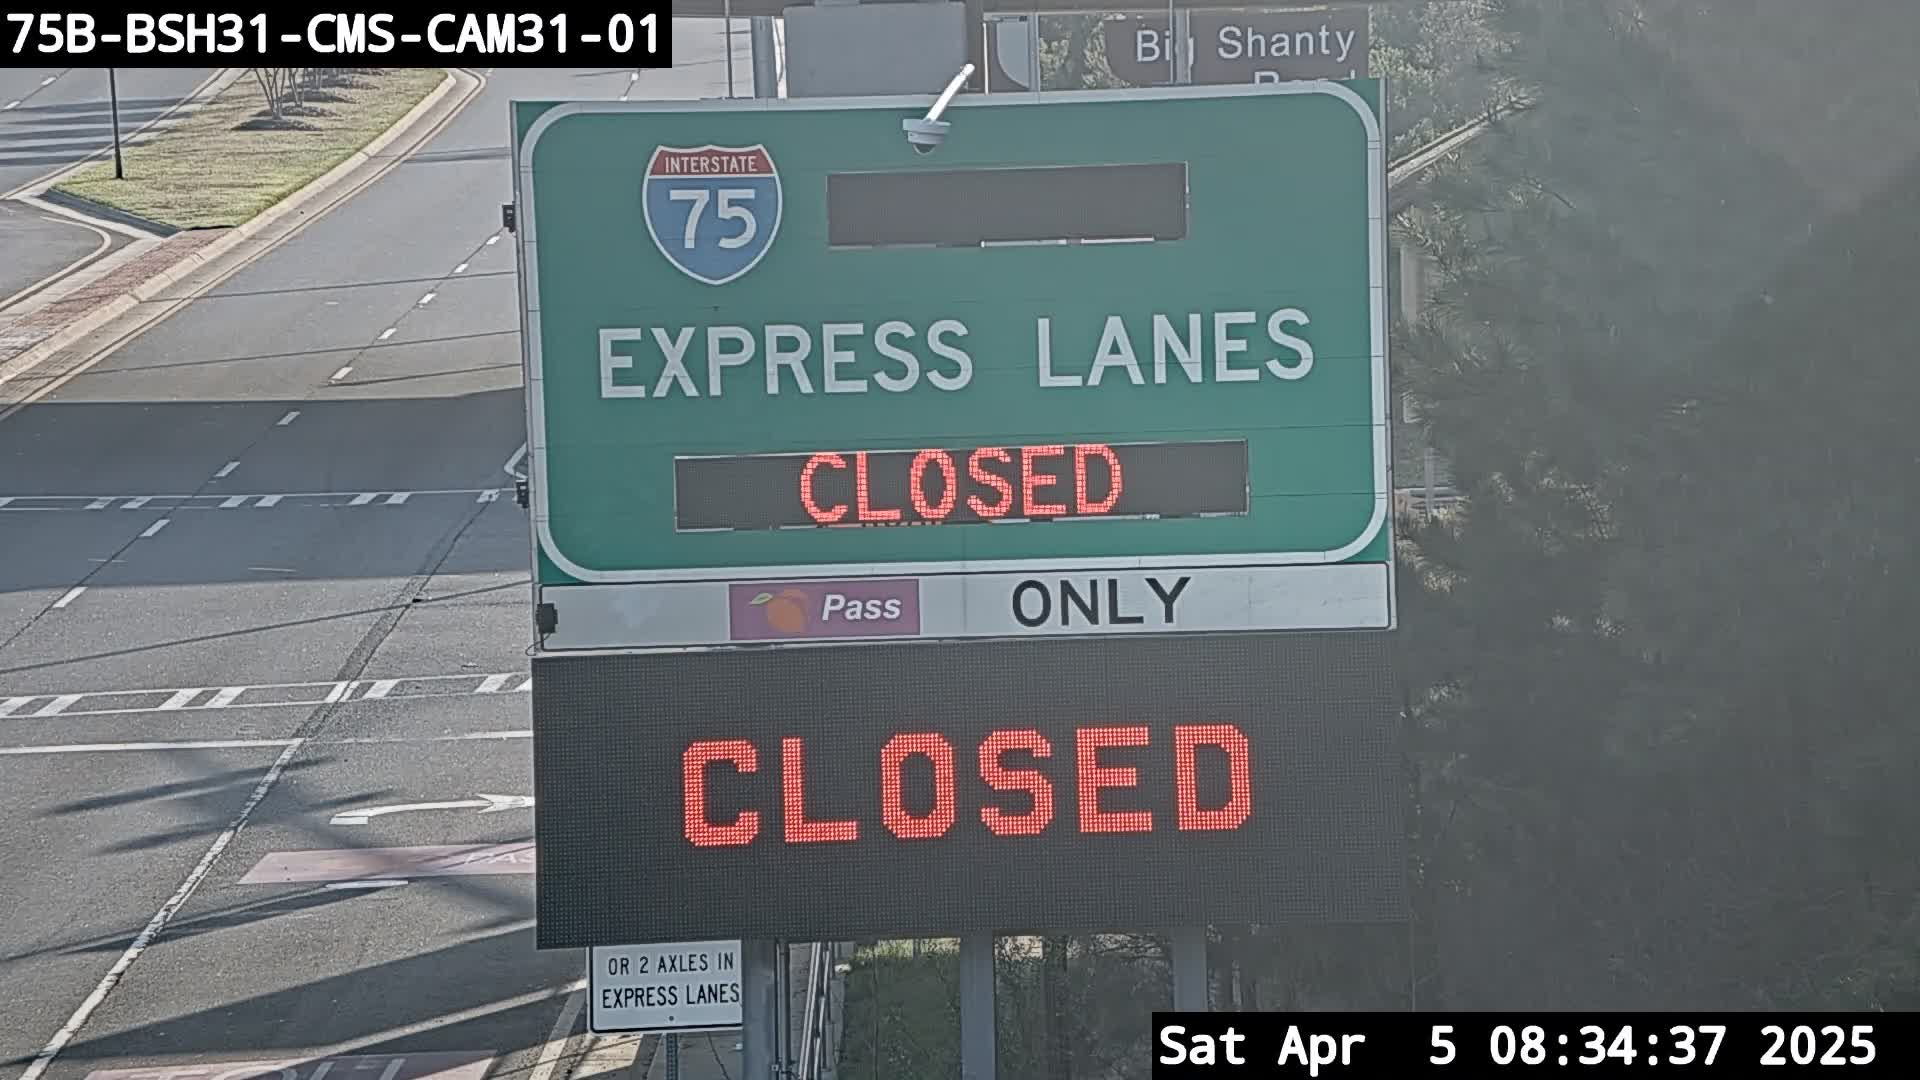 75B-BSH31-CMS-CAM31-01
Big Shanty
Road
INTERSTATE
75
EXPRESS LANES
CLOSED
Pass ONLY
CLOSED
OR 2 AXLES IN
EXPRESS LANES
Sat Apr 5 08:34:37 2025